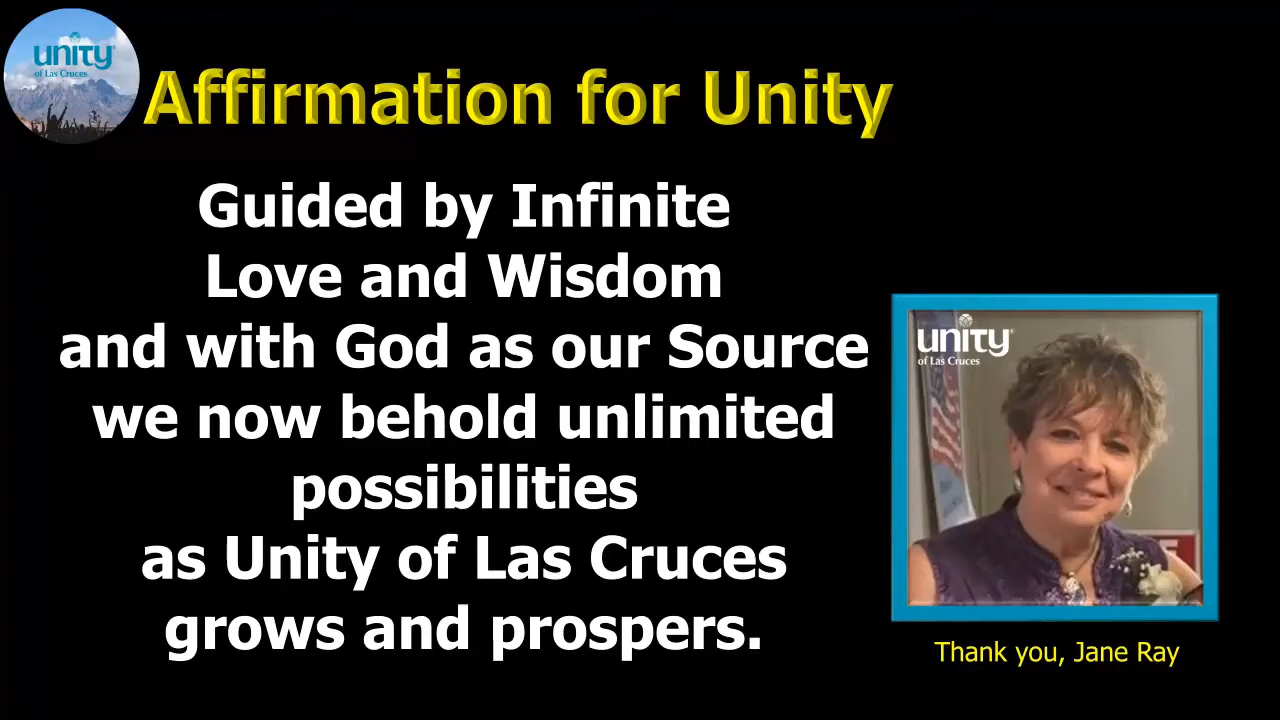 unity
of Las Cruces
Affirmation for Unity
Guided by Infinite
Love and Wisdom
and with God as our Source
we now behold unlimited
possibilities
as Unity of Las Cruces
grows and prospers.
unity
of Las Cruces
Thank you, Jane Ray